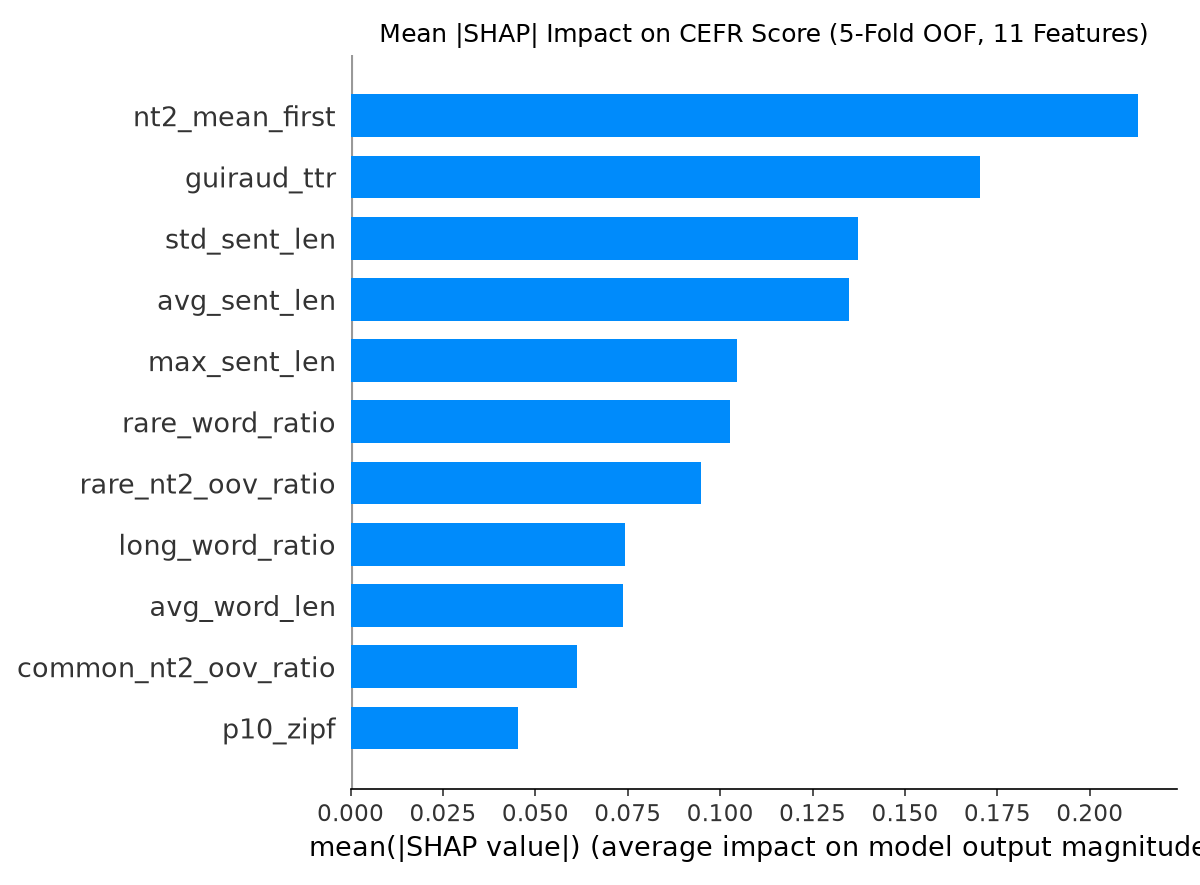 Mean |SHAP| Impact on CEFR Score (5-Fold OOF, 11 Features)
nt2_mean_first
guiraud_ttr
std_sent_len
avg_sent_len
max_sent_len
rare_word_ratio
rare_nt2_oov_ratio
long_word_ratio
avg_word_len
common_nt2_oov_ratio
p10_zipf
0.000 0.025 0.050 0.075 0.100 0.125 0.150 0.175 0.200
mean(|SHAP value|) (average impact on model output magnitude